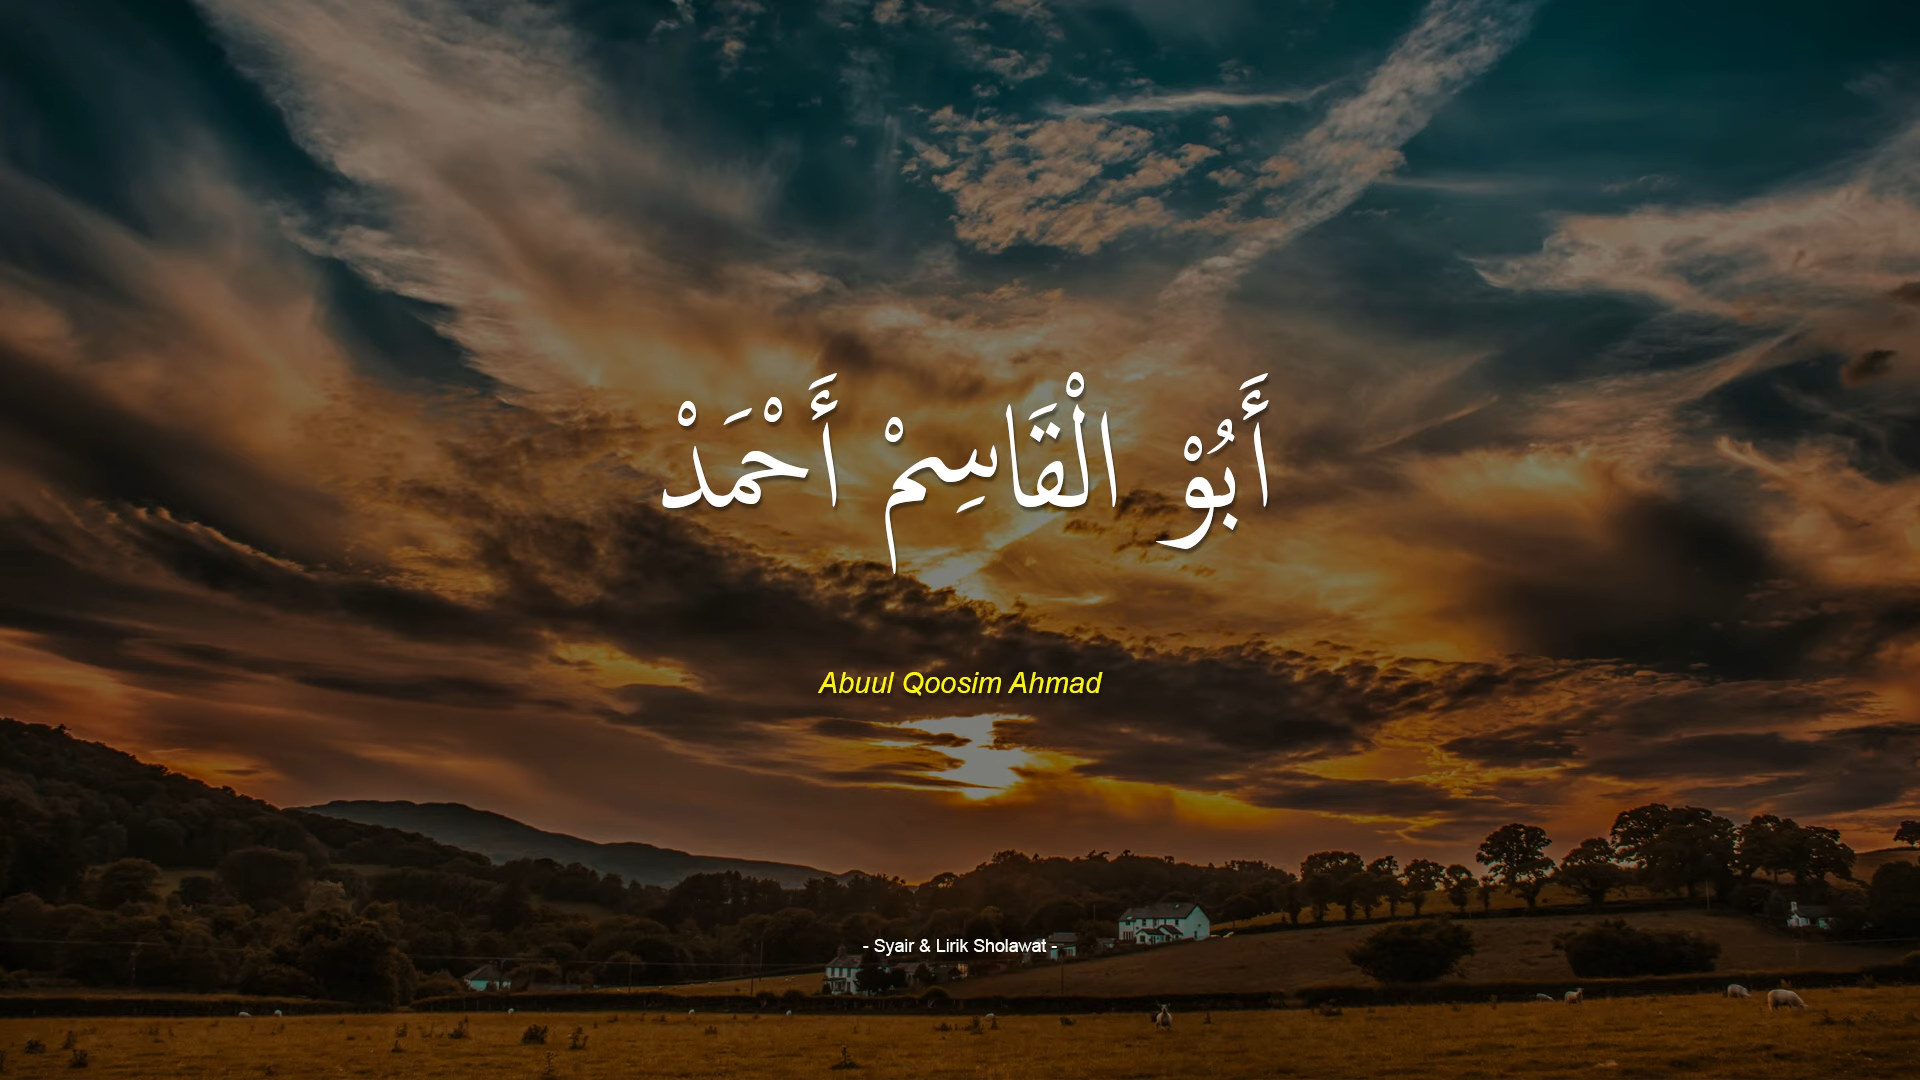 أَبُوْ الْقَاسِمْ أَحْمَدْ
Abuul Qoosim Ahmad
- Syair & Lirik Sholawat -